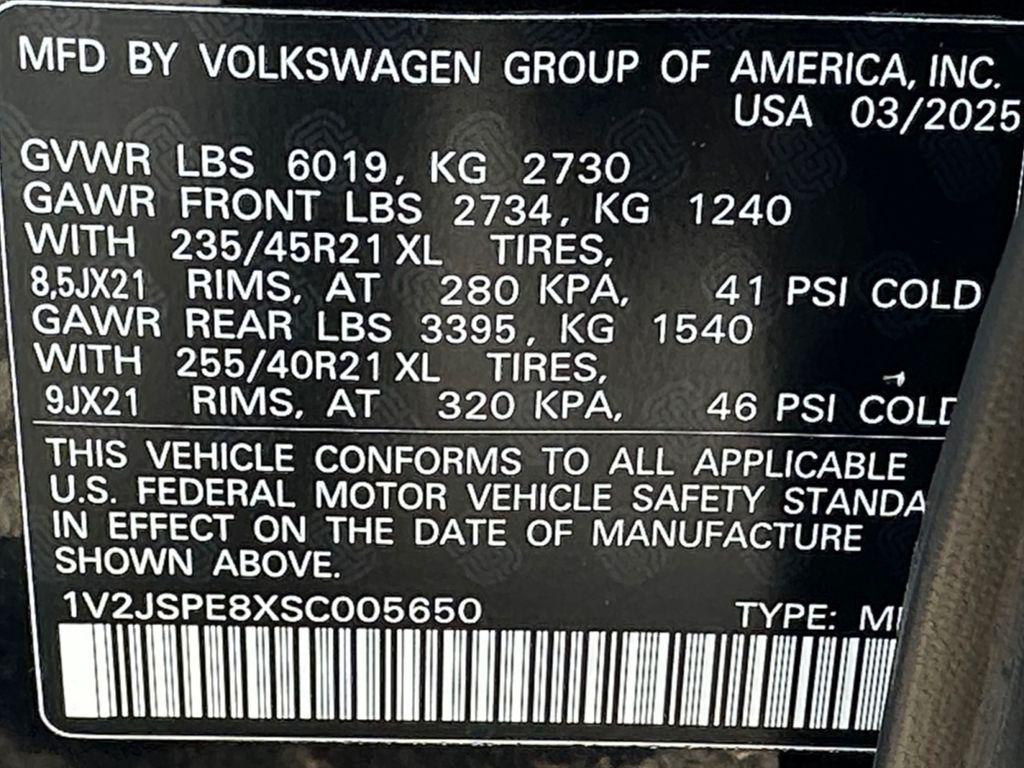 MFD BY VOLKSWAGEN GROUP OF AMERICA, INC.
USA 03/2025
GVWR LBS 6019, KG 2730
GAWR FRONT LBS 2734, KG 1240
WITH 235/45R21 XL TIRES,
8,5JX21 RIMS, AT 280 KPA, 41 PSI COLD
GAWR REAR LBS 3395, KG 1540
WITH 255/40R21 XL TIRES,
9JX21 RIMS, AT 320 KPA, 46 PSI COLD
THIS VEHICLE CONFORMS TO ALL APPLICABLE
U.S. FEDERAL MOTOR VEHICLE SAFETY STANDA
IN EFFECT ON THE DATE OF MANUFACTURE
SHOWN ABOVE.
1V2JSPE8XSC005650 TYPE: